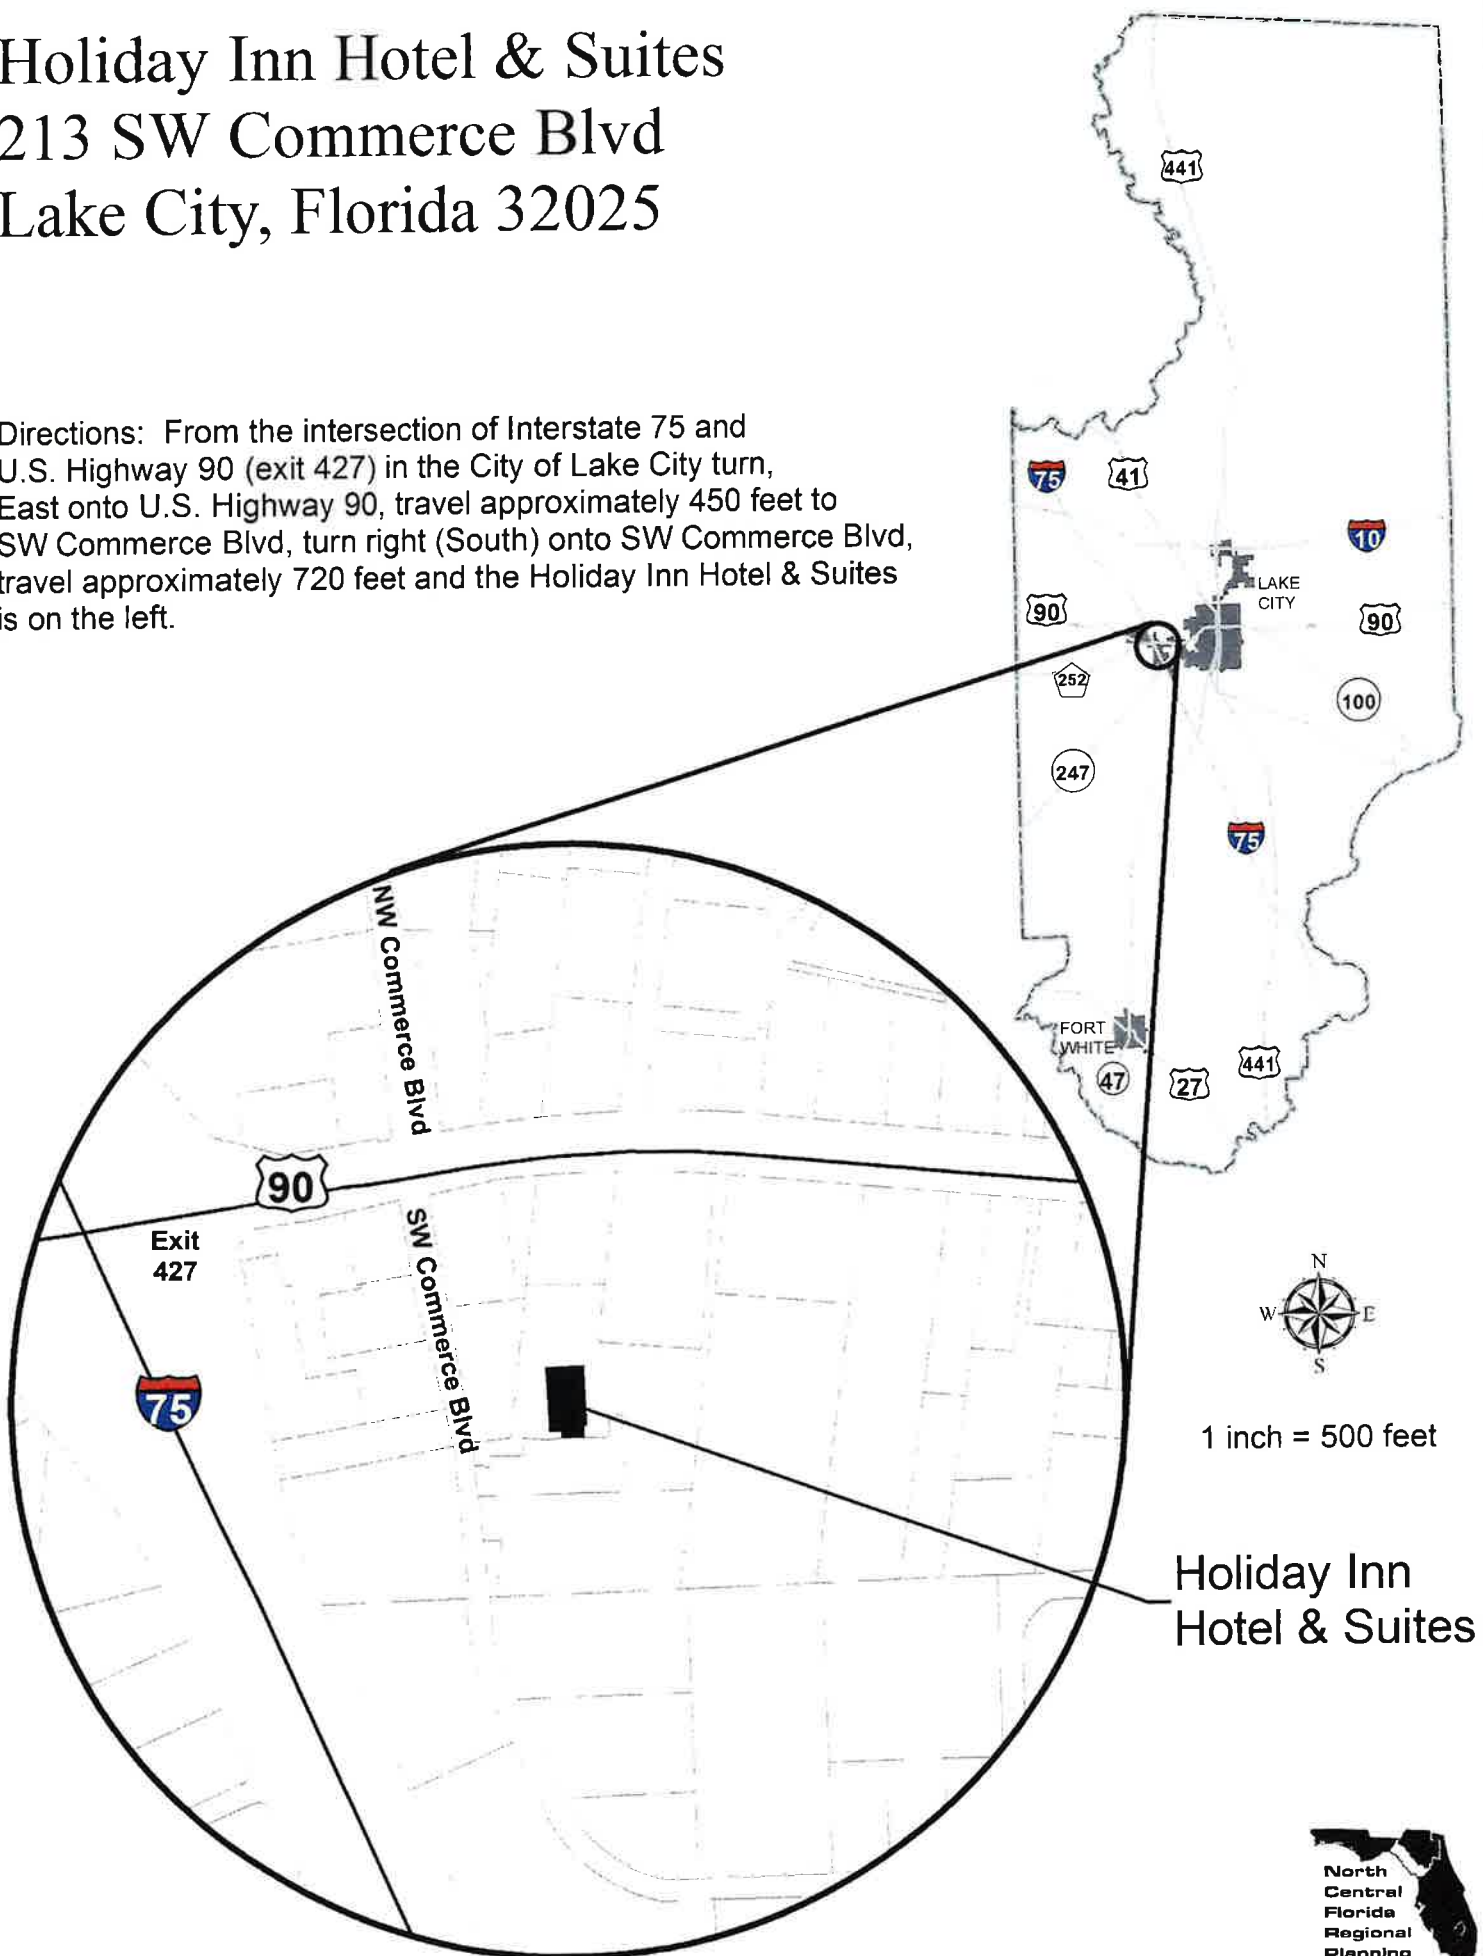 Holiday Inn Hotel & Suites
213 SW Commerce Blvd
Lake City, Florida 32025
Directions: From the intersection of Interstate 75 and
U.S. Highway 90 (exit 427) in the City of Lake City turn,
East onto U.S. Highway 90, travel approximately 450 feet to
SW Commerce Blvd, turn right (South) onto SW Commerce Blvd,
travel approximately 720 feet and the Holiday Inn Hotel & Suites
is on the left.
441
75
41
10
LAKE
CITY
90
90
252
100
247
75
FORT
WHITE
47
27
441
NW Commerce Blvd
90
Exit
427
SW Commerce Blvd
75
N
W
E
S
1 inch = 500 feet
Holiday Inn
Hotel & Suites
North
Central
Florida
Regional
Planning